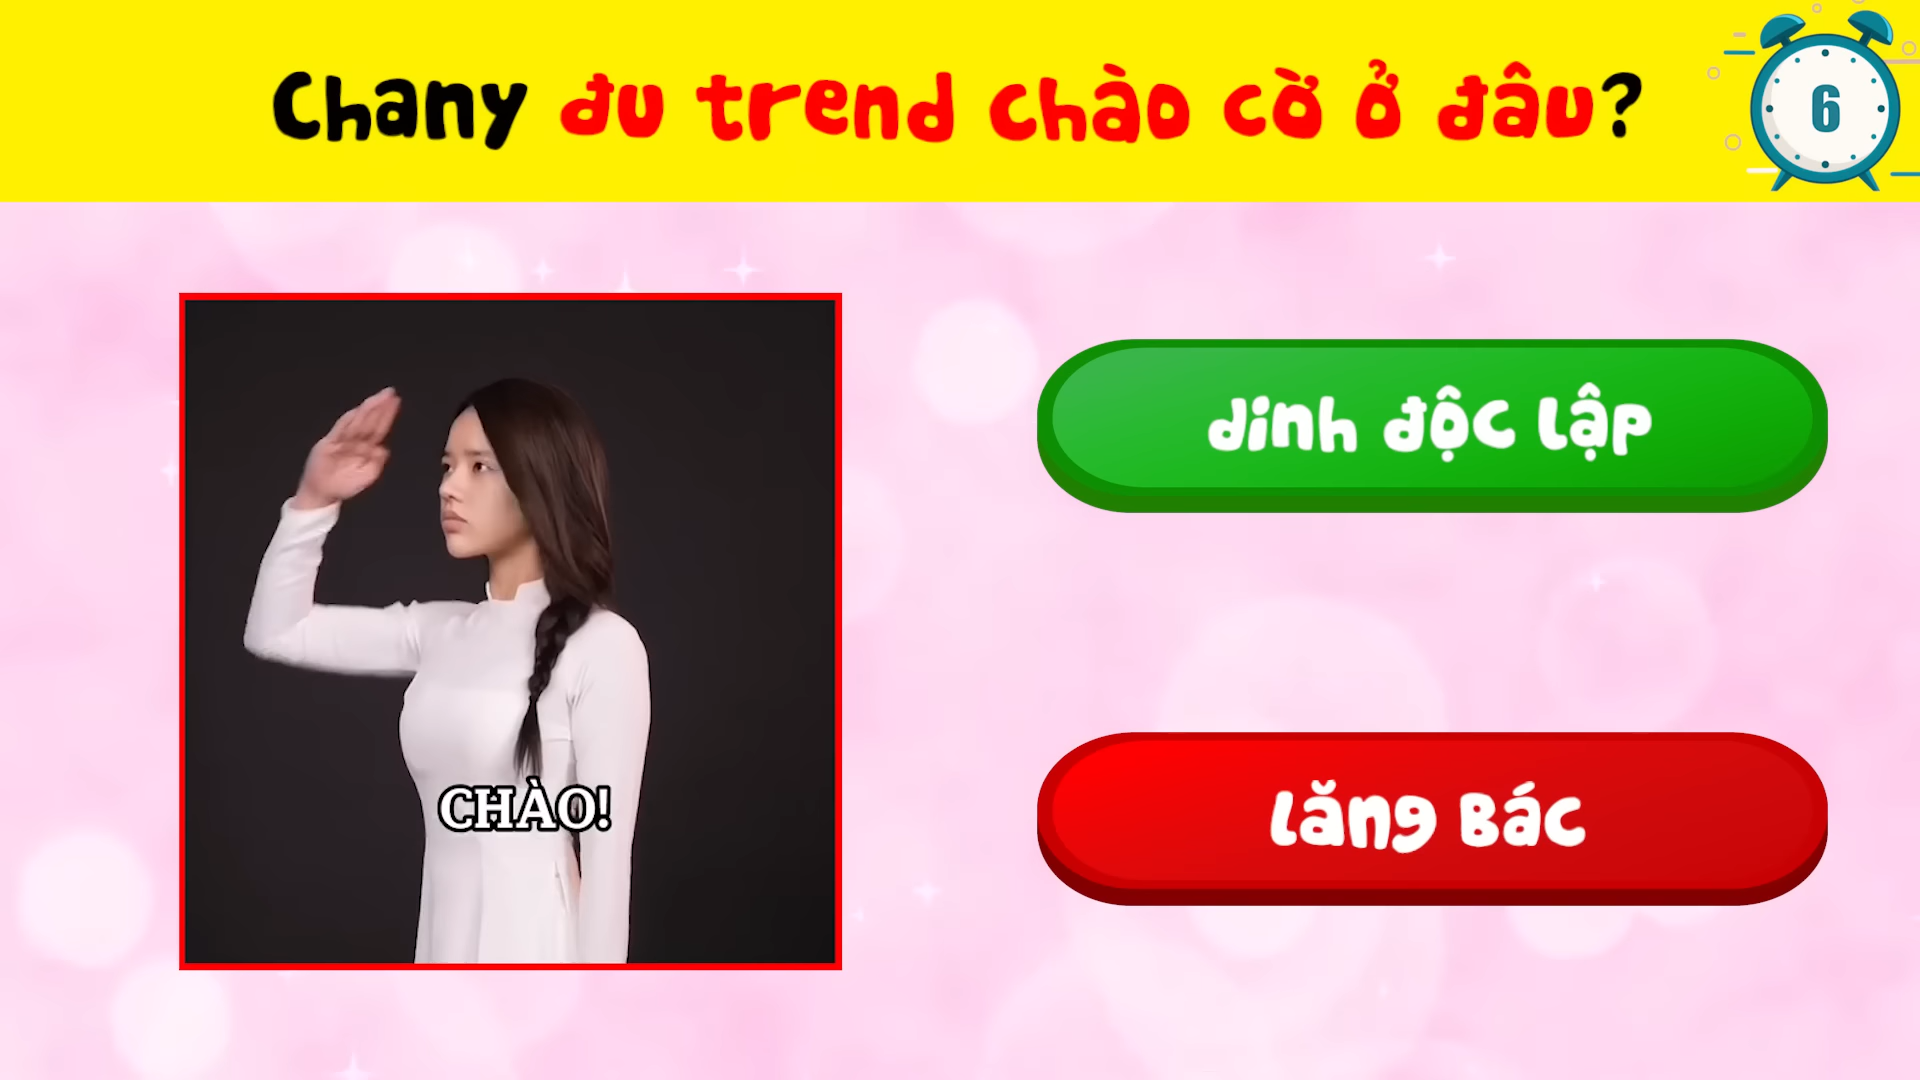 Chany đu trend chào cờ ở đâu?
6
dinh độc lập
CHÀO!
lăng Bác